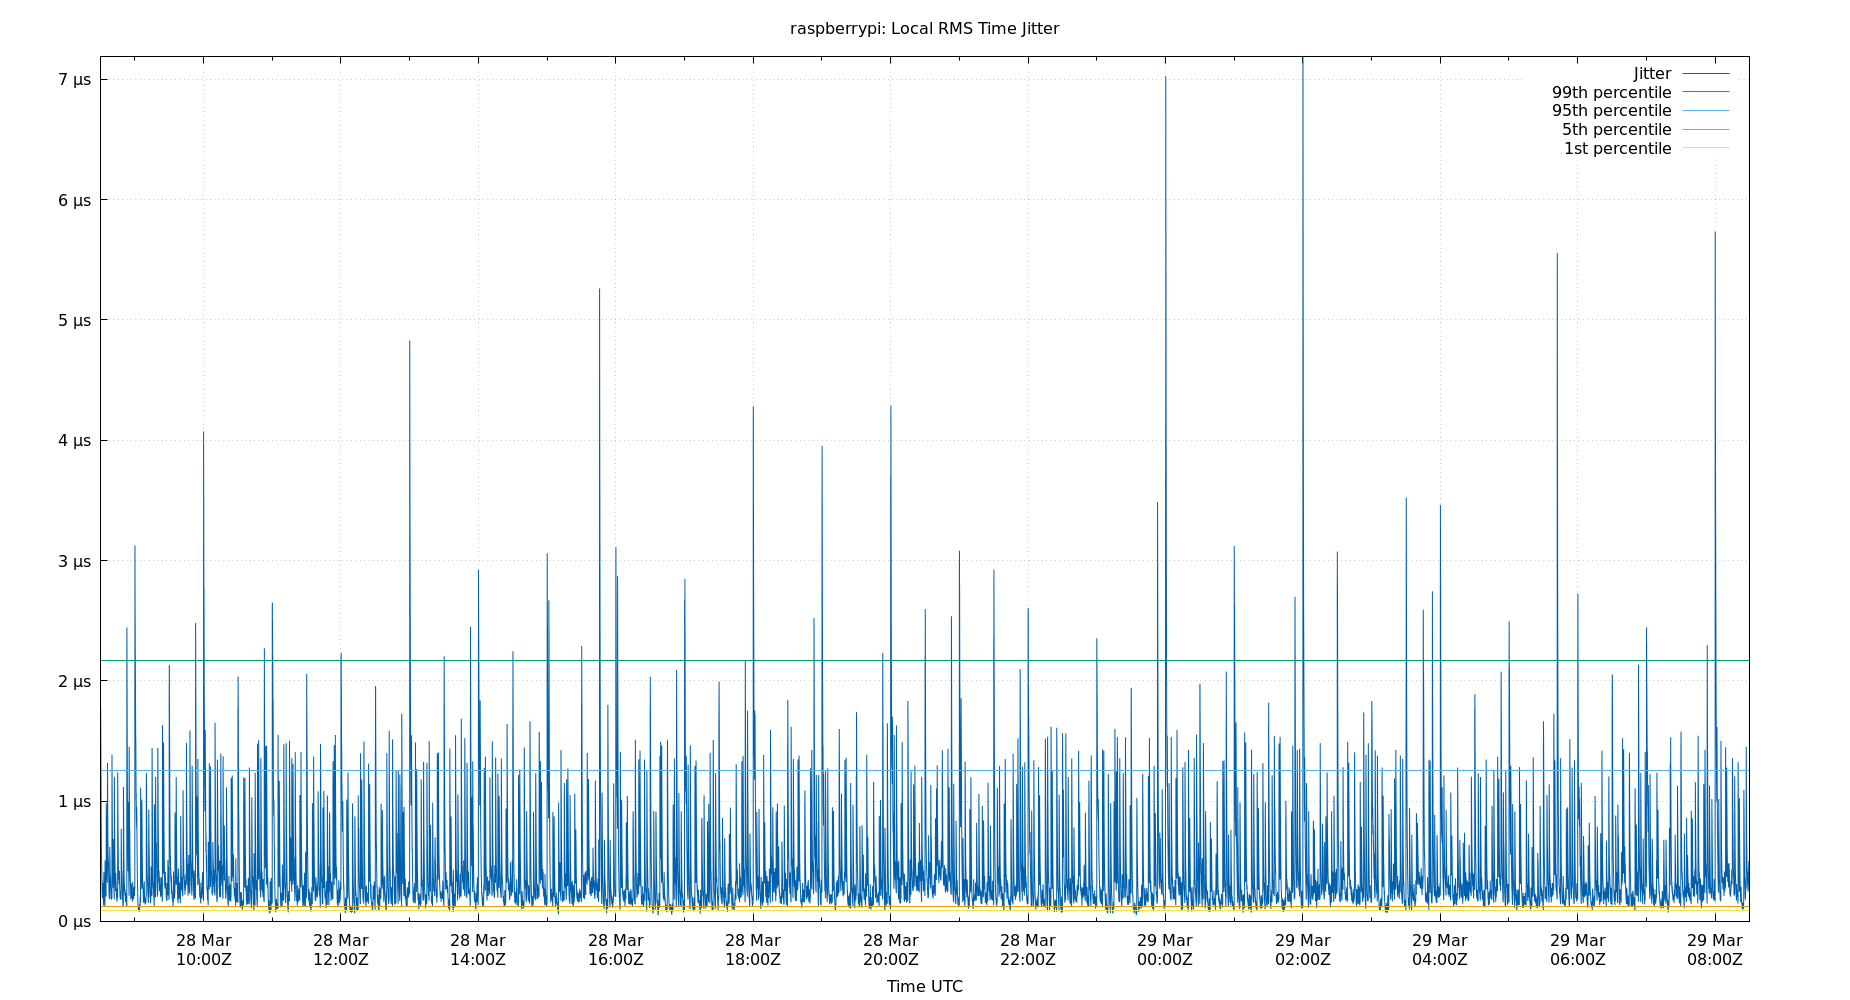 raspberrypi: Local RMS Time Jitter
7 µs
6 µs
5 µs
4 µs
3 µs
2 µs
1 µs
0 µs
Jitter
99th percentile
95th percentile
5th percentile
1st percentile
28 Mar
10:00Z
28 Mar
12:00Z
28 Mar
14:00Z
28 Mar
16:00Z
28 Mar
18:00Z
28 Mar
20:00Z
28 Mar
22:00Z
29 Mar
00:00Z
29 Mar
02:00Z
29 Mar
04:00Z
29 Mar
06:00Z
29 Mar
08:00Z
Time UTC